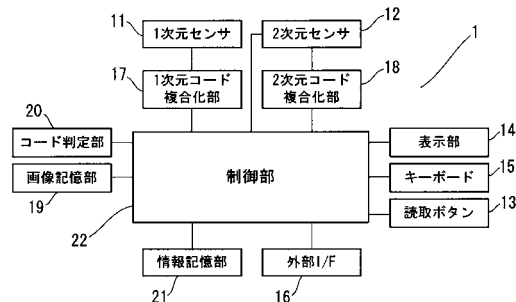 11
1次元センサ
2次元センサ
12
1
17
1次元コード
複合化部
2次元コード
複合化部
18
20
コード判定部
画像記憶部
19
制御部
22
表示部
14
キーボード
15
読取ボタン
13
情報記憶部
21
外部I/F
16